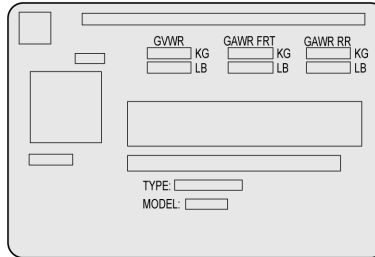 GVWR GAWR FRT GAWR RR
KG KG KG
LB LB LB
TYPE:
MODEL: